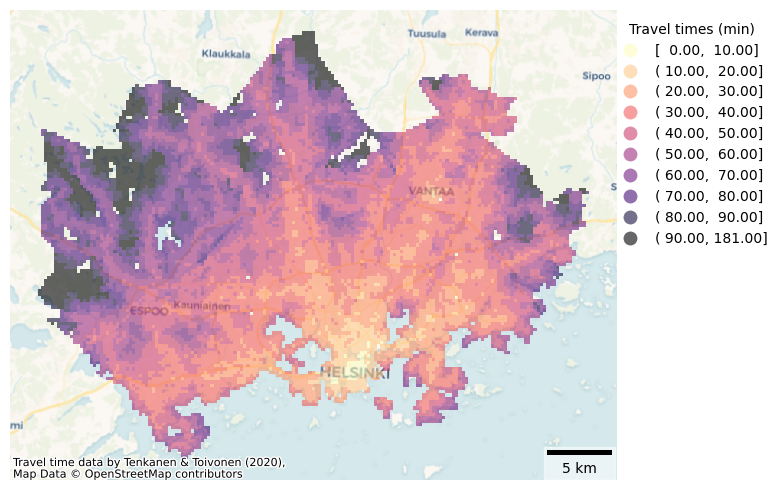 Klaukkala
Tuusula
Kerava
Sipoo
S
VANTAA
ESPOO
Kauniainen
HELSINKI
mi
Travel times (min)
[  0.00,  10.00]
( 10.00,  20.00]
( 20.00,  30.00]
( 30.00,  40.00]
( 40.00,  50.00]
( 50.00,  60.00]
( 60.00,  70.00]
( 70.00,  80.00]
( 80.00,  90.00]
( 90.00, 181.00]
Travel time data by Tenkanen & Toivonen (2020),
Map Data © OpenStreetMap contributors
5 km